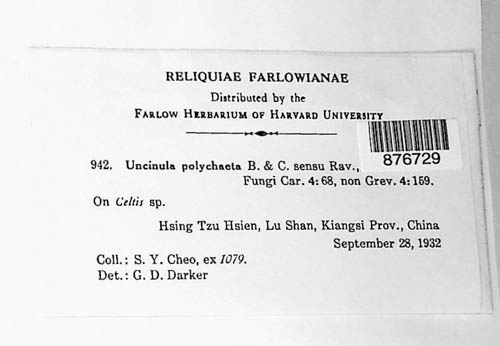 RELIQUIAE FARLOWIANAE
Distributed by the
FARLOW HERBARIUM OF HARVARD UNIVERSITY
876729
942. Uncinula polychaeta B. & C. sensu Rav.,
Fungi Car. 4: 68, non Grev. 4: 159.
On Celtis sp.
Hsing Tzu Hsien, Lu Shan, Kiangsi Prov., China
September 28, 1932
Coll.: S. Y. Cheo, ex 1079.
Det.: G. D. Darker